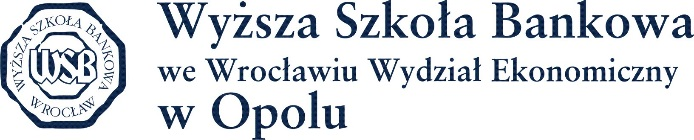 WYŻSZA SZKOŁA BANKOWA
WSB
WROCŁAW
Wyższa Szkoła Bankowa
we Wrocławiu Wydział Ekonomiczny
w Opolu